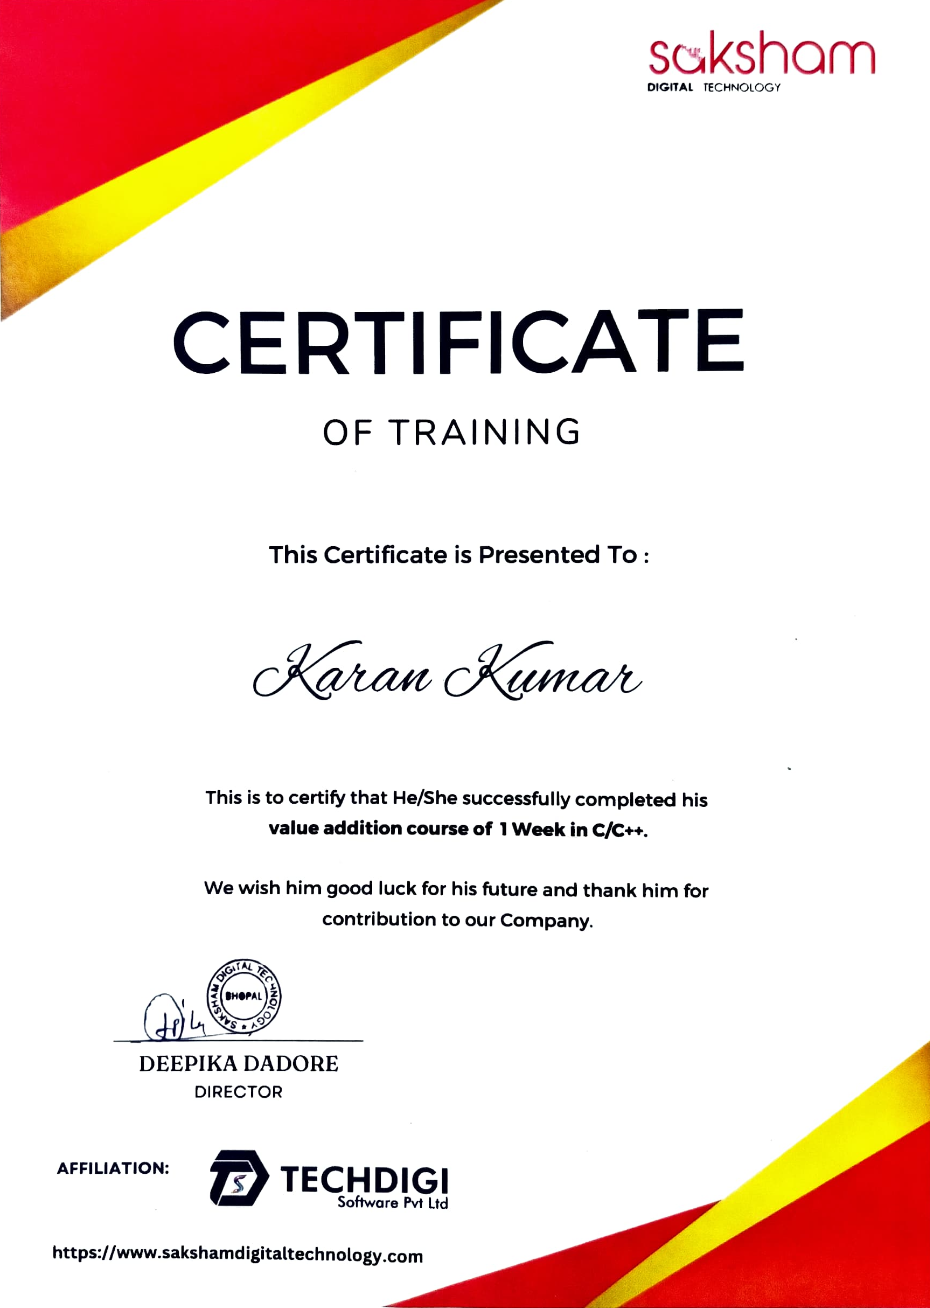 saksham
DIGITAL TECHNOLOGY
CERTIFICATE
OF TRAINING
This Certificate is Presented To :
Karan Kumar
This is to certify that He/She successfully completed his
value addition course of 1 Week in C/C++.
We wish him good luck for his future and thank him for
contribution to our Company.
SAKSHAM DIGITAL TECHNOLOGY
BHOPAL
DEEPIKA DADORE
DIRECTOR
AFFILIATION:
TS
TECHDIGI
Software Pvt Ltd
https://www.sakshamdigitaltechnology.com